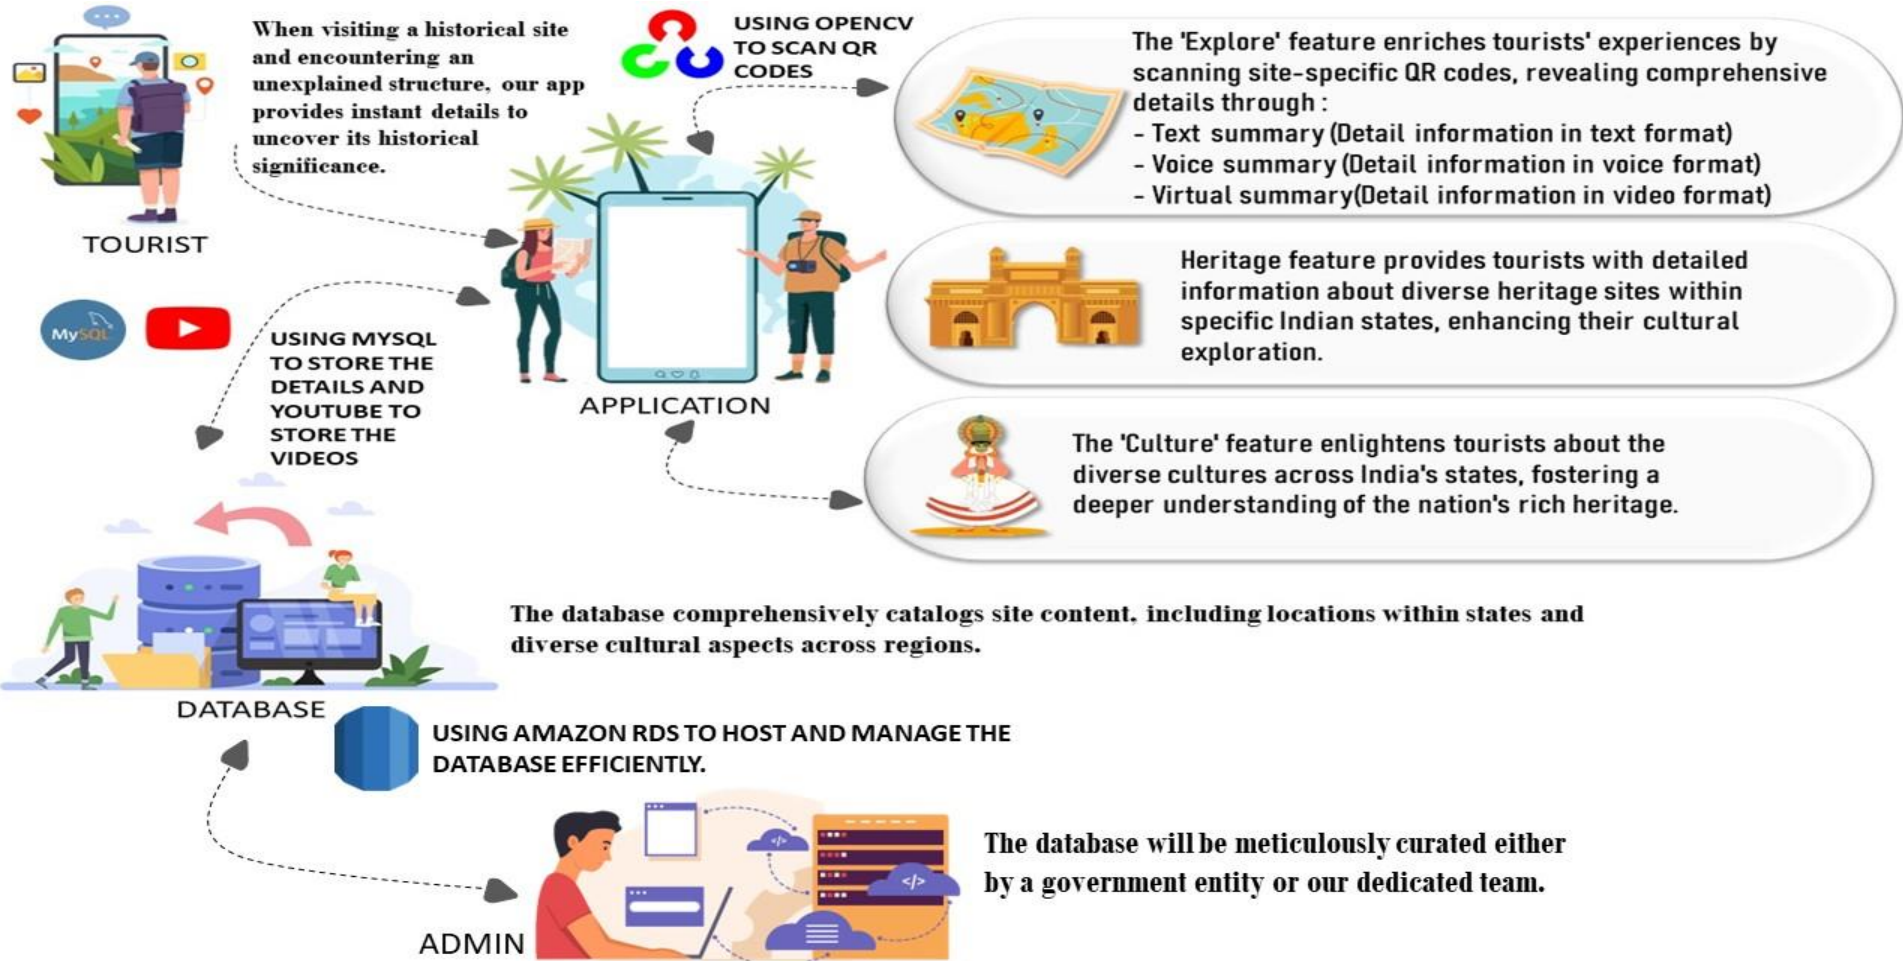 When visiting a historical site
and encountering an
unexplained structure, our app
provides instant details to
uncover its historical
significance.
TOURIST
USING OPENCV
TO SCAN QR
CODES
The 'Explore' feature enriches tourists' experiences by
scanning site-specific QR codes, revealing comprehensive
details through :
- Text summary (Detail information in text format)
- Voice summary (Detail information in voice format)
- Virtual summary(Detail information in video format)
Heritage feature provides tourists with detailed
information about diverse heritage sites within
specific Indian states, enhancing their cultural
exploration.
MySQL
USING MYSQL
TO STORE THE
DETAILS AND
YOUTUBE TO
STORE THE
VIDEOS
APPLICATION
The 'Culture' feature enlightens tourists about the
diverse cultures across India's states, fostering a
deeper understanding of the nation's rich heritage.
The database comprehensively catalogs site content, including locations within states and
diverse cultural aspects across regions.
DATABASE
USING AMAZON RDS TO HOST AND MANAGE THE
DATABASE EFFICIENTLY.
</>
</>
The database will be meticulously curated either
by a government entity or our dedicated team.
ADMIN